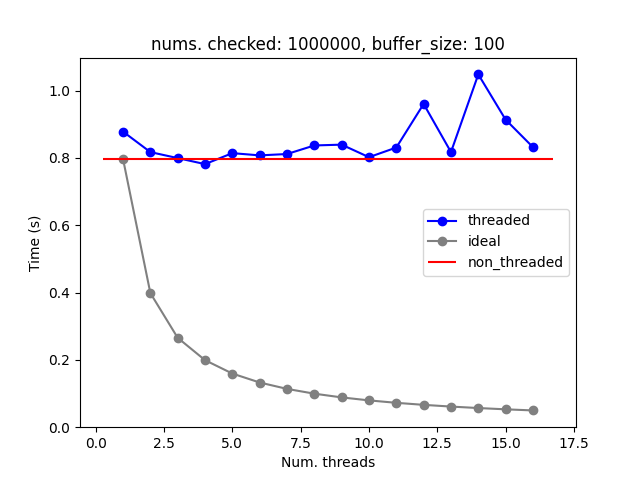 nums. checked: 1000000, buffer_size: 100
1.0
0.8
0.6
0.4
0.2
0.0
Time (s)
threaded
ideal
non_threaded
0.0 2.5 5.0 7.5 10.0 12.5 15.0 17.5
Num. threads